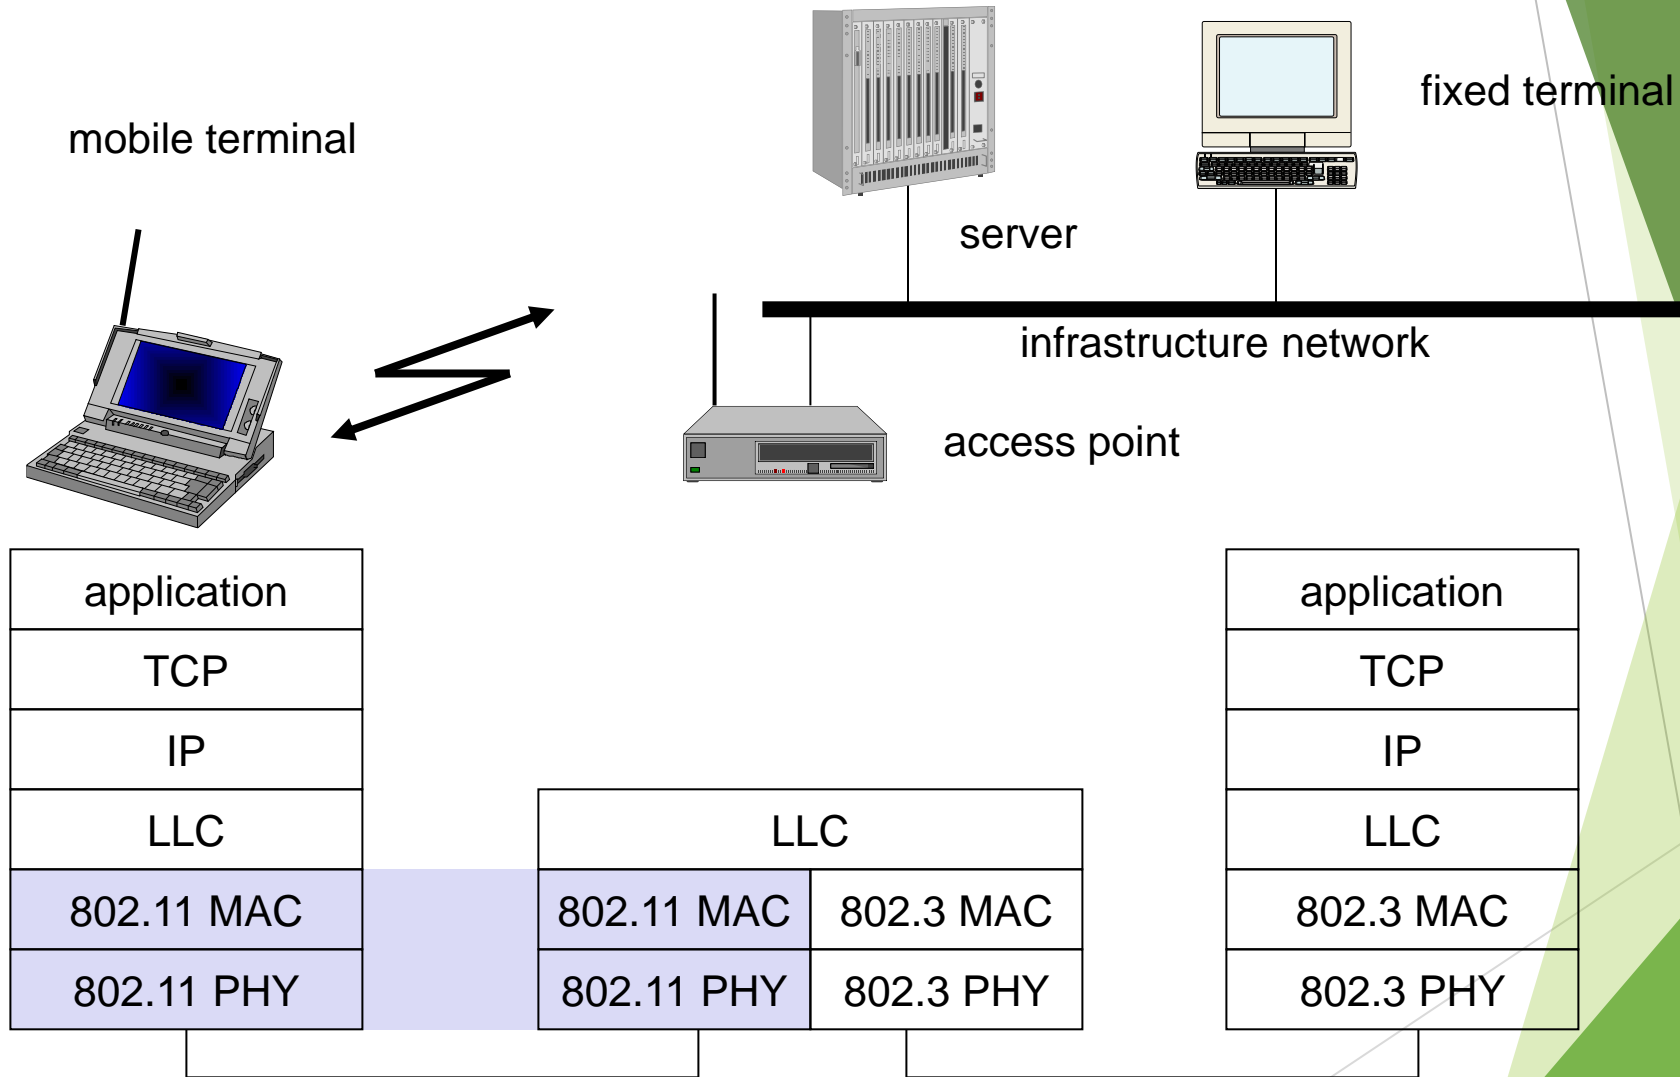 fixed terminal
mobile terminal
server
infrastructure network
access point
application
TCP
IP
LLC
802.11 MAC
802.11 PHY
LLC
802.11 MAC
802.3 MAC
802.11 PHY
802.3 PHY
application
TCP
IP
LLC
802.3 MAC
802.3 PHY